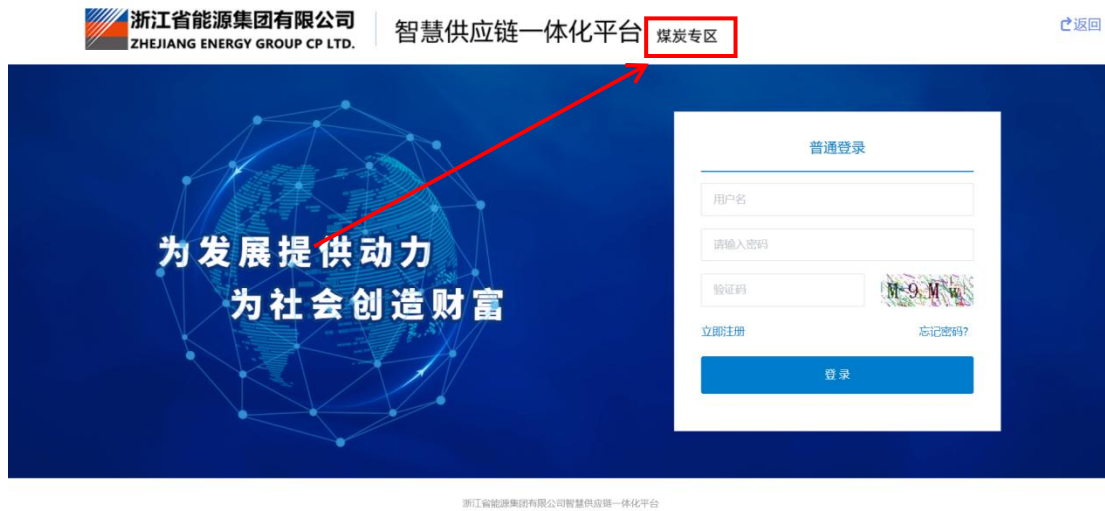 浙江省能源集团有限公司
ZHEJIANG ENERGY GROUP CP LTD.
智慧供应链一体化平台
煤炭专区
返回
为发展提供动力
为社会创造财富
普通登录
用户名
请输入密码
验证码
M 9 M w
立即注册
忘记密码?
登录
浙江省能源集团有限公司智慧供应链一体化平台